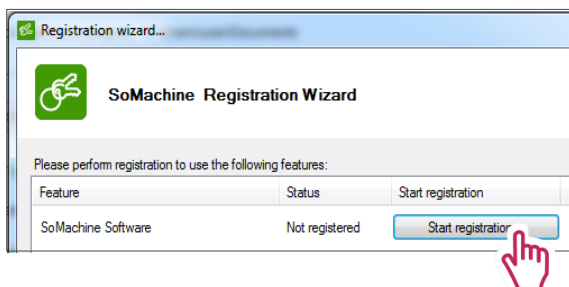 Registration wizard...
SoMachine Registration Wizard
Please perform registration to use the following features:
Feature Status Start registration
SoMachine Software Not registered Start registration